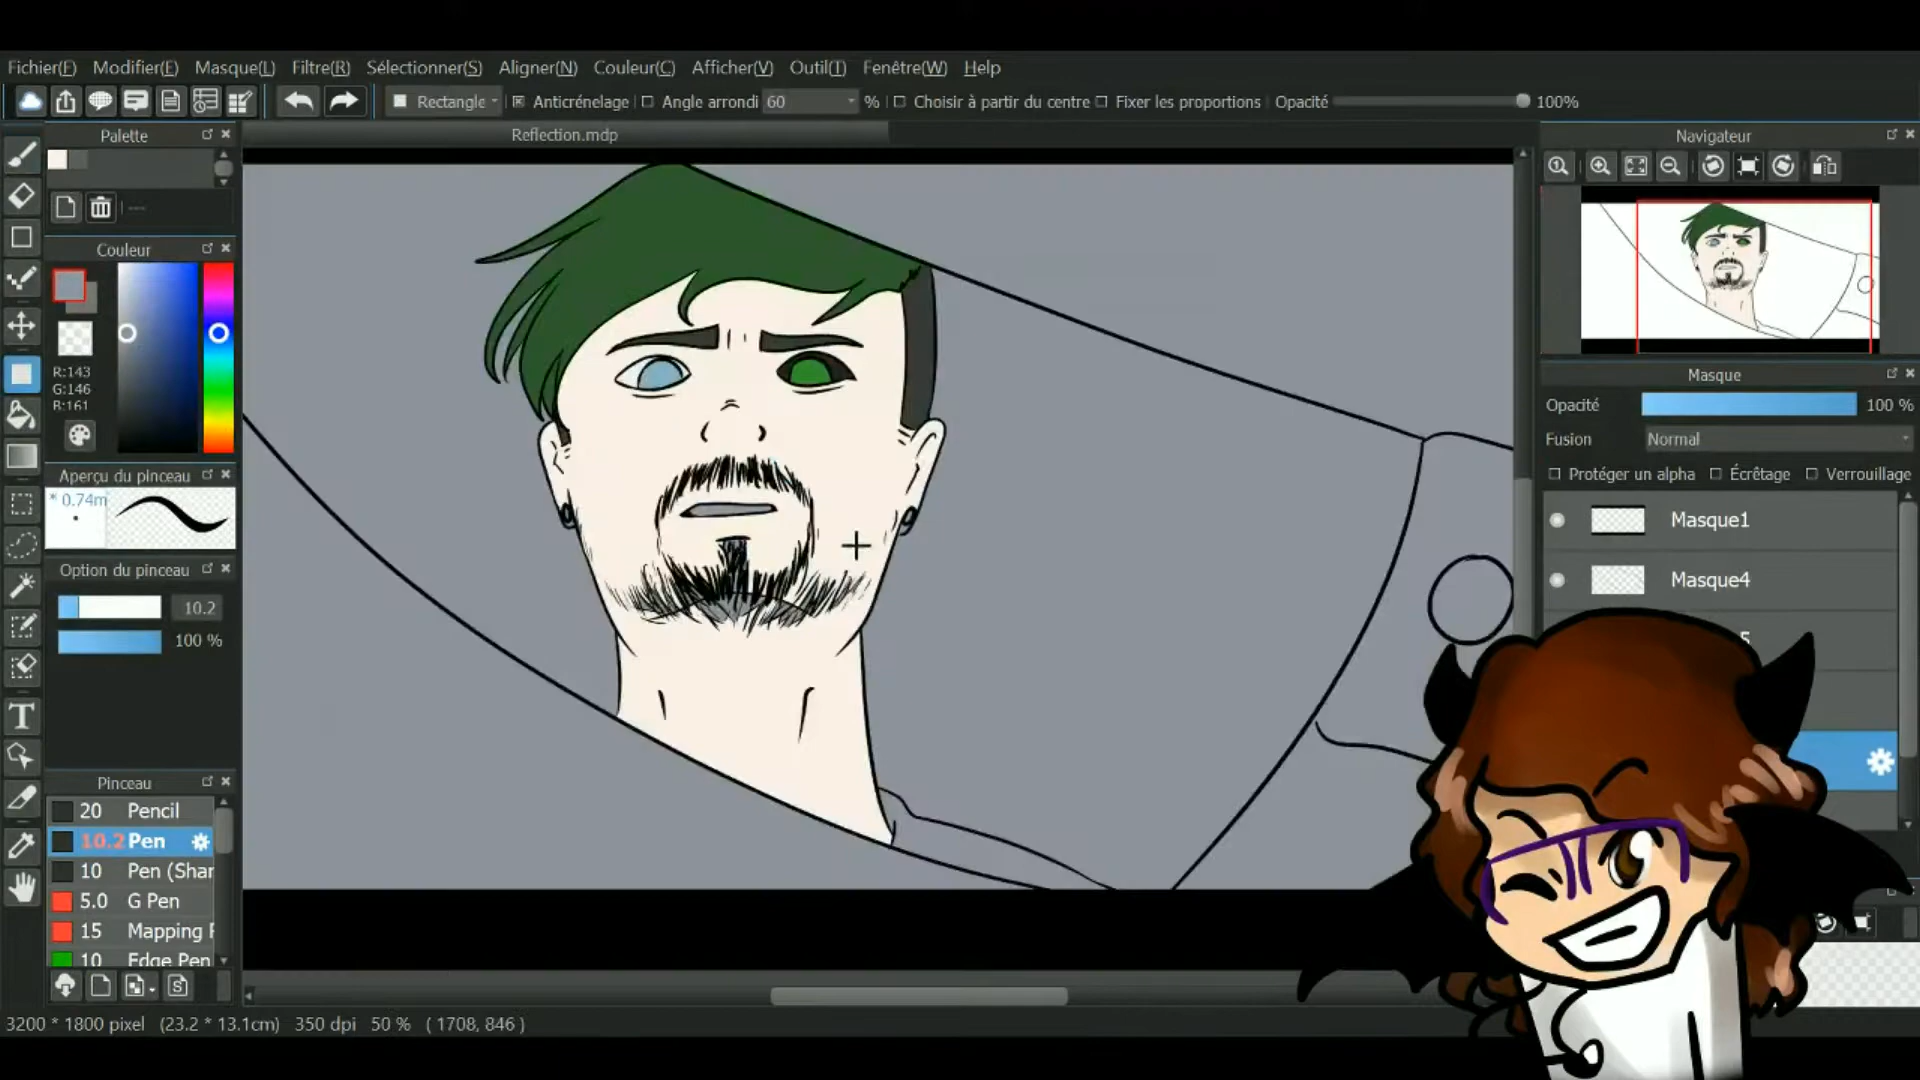 Fichier(F) Modifier(E) Masque(L) Filtre(R) Sélectionner(S) Aligner(N) Couleur(C) Afficher(V) Outil(T) Fenêtre(W) Help
Rectangle Anticrénelage Angle arrondi 60 % Choisir à partir du centre Fixer les proportions Opacité 100%
Palette
Reflection.mdp
Navigateur
---
Couleur
R:143
G:146
B:161
Masque
Opacité 100 %
Fusion Normal
Protéger un alpha Écrêtage Verrouillage
Aperçu du pinceau
* 0.74m
Masque1
Option du pinceau
Masque4
10.2
100 %
5
Pinceau
20 Pencil
10.2 Pen
10 Pen (Shar
5.0 G Pen
15 Mapping
10 Edge Pen
3200 * 1800 pixel (23.2 * 13.1cm) 350 dpi 50 % ( 1708, 846 )